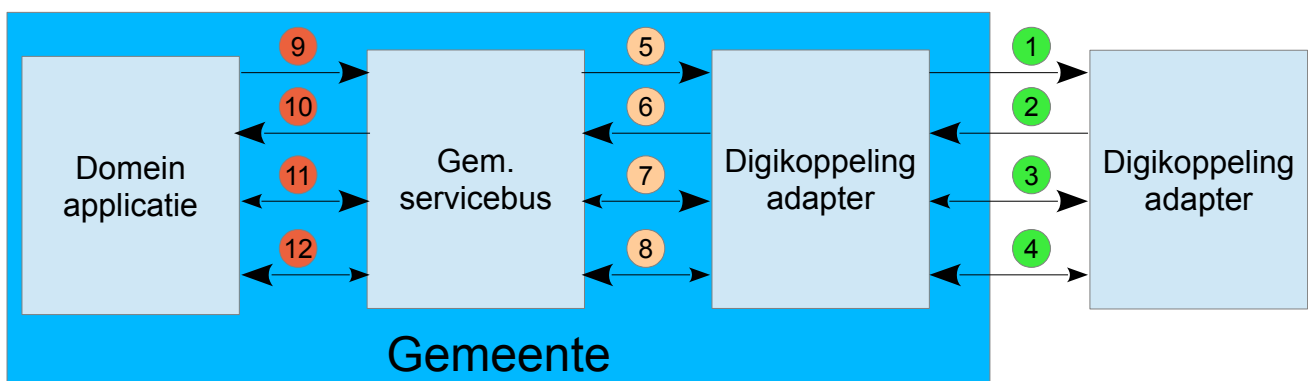 9
5
1
10
6
2
Domein
applicatie
Gem.
servicebus
Digikoppeling
adapter
Digikoppeling
adapter
11
7
3
12
8
4
Gemeente